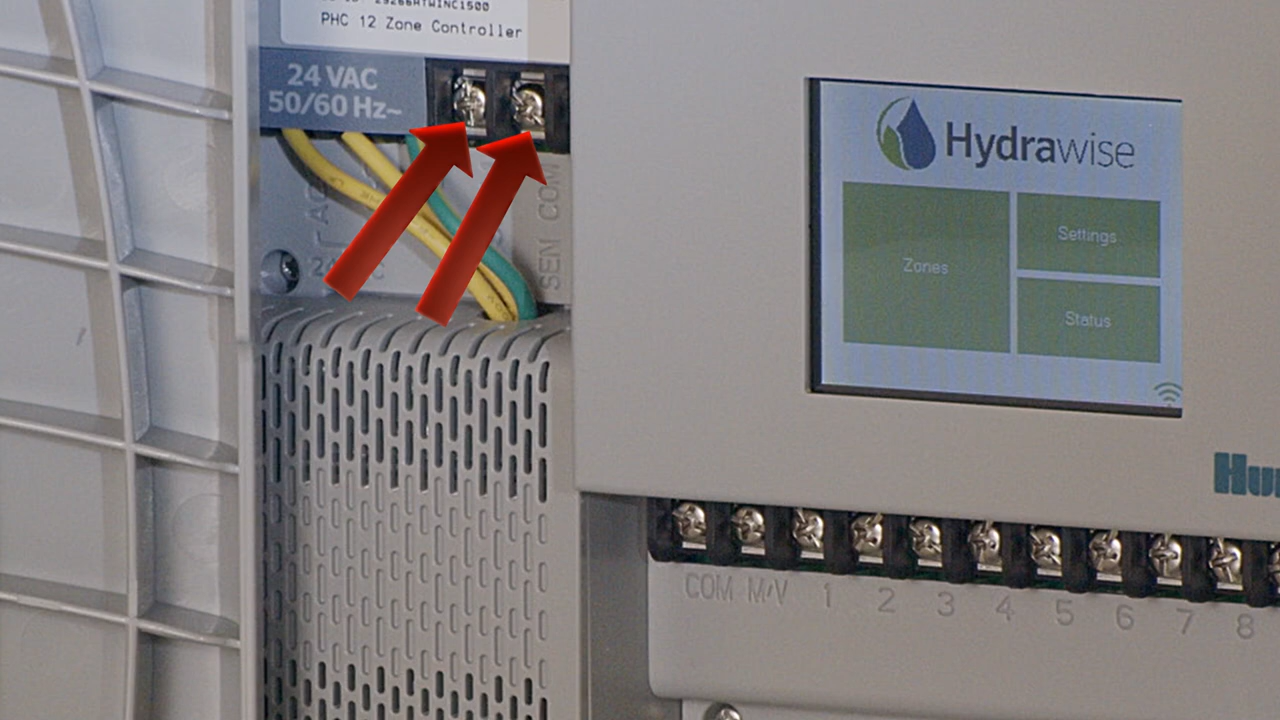 PHC 12 Zone Controller
24 VAC
50/60 Hz~
SEN COM
Hydrawise
Zones
Settings
Status
COM M/V 1 2 3 4 5 6 7 8